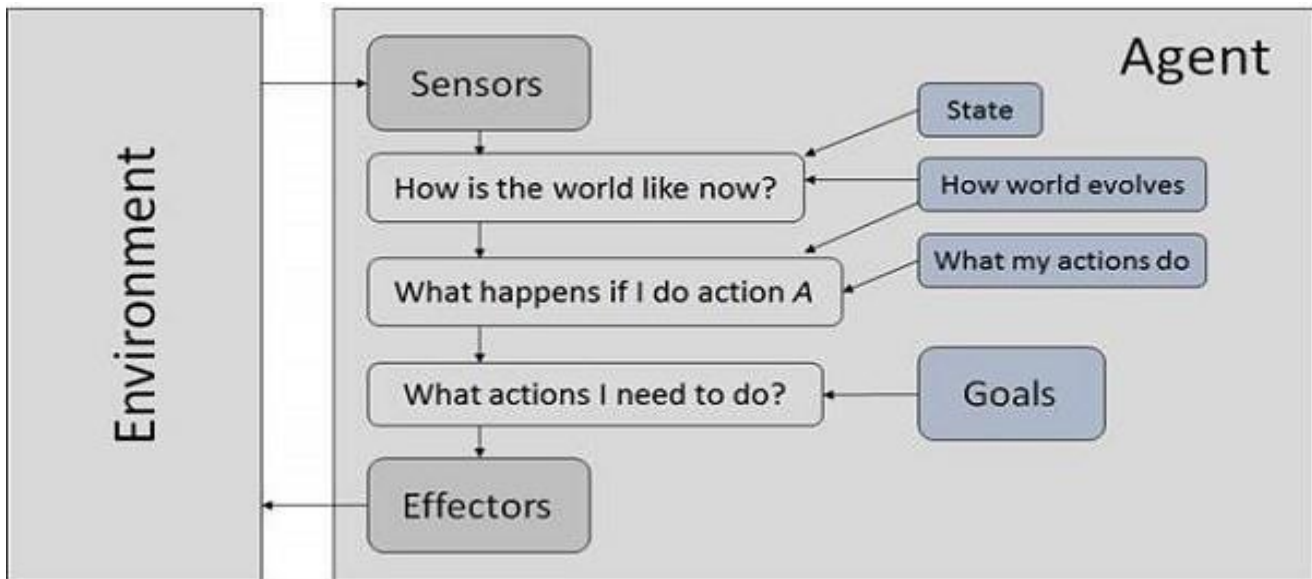 Environment
Agent
Sensors
State
How is the world like now?
How world evolves
What my actions do
What happens if I do action A
What actions I need to do?
Goals
Effectors